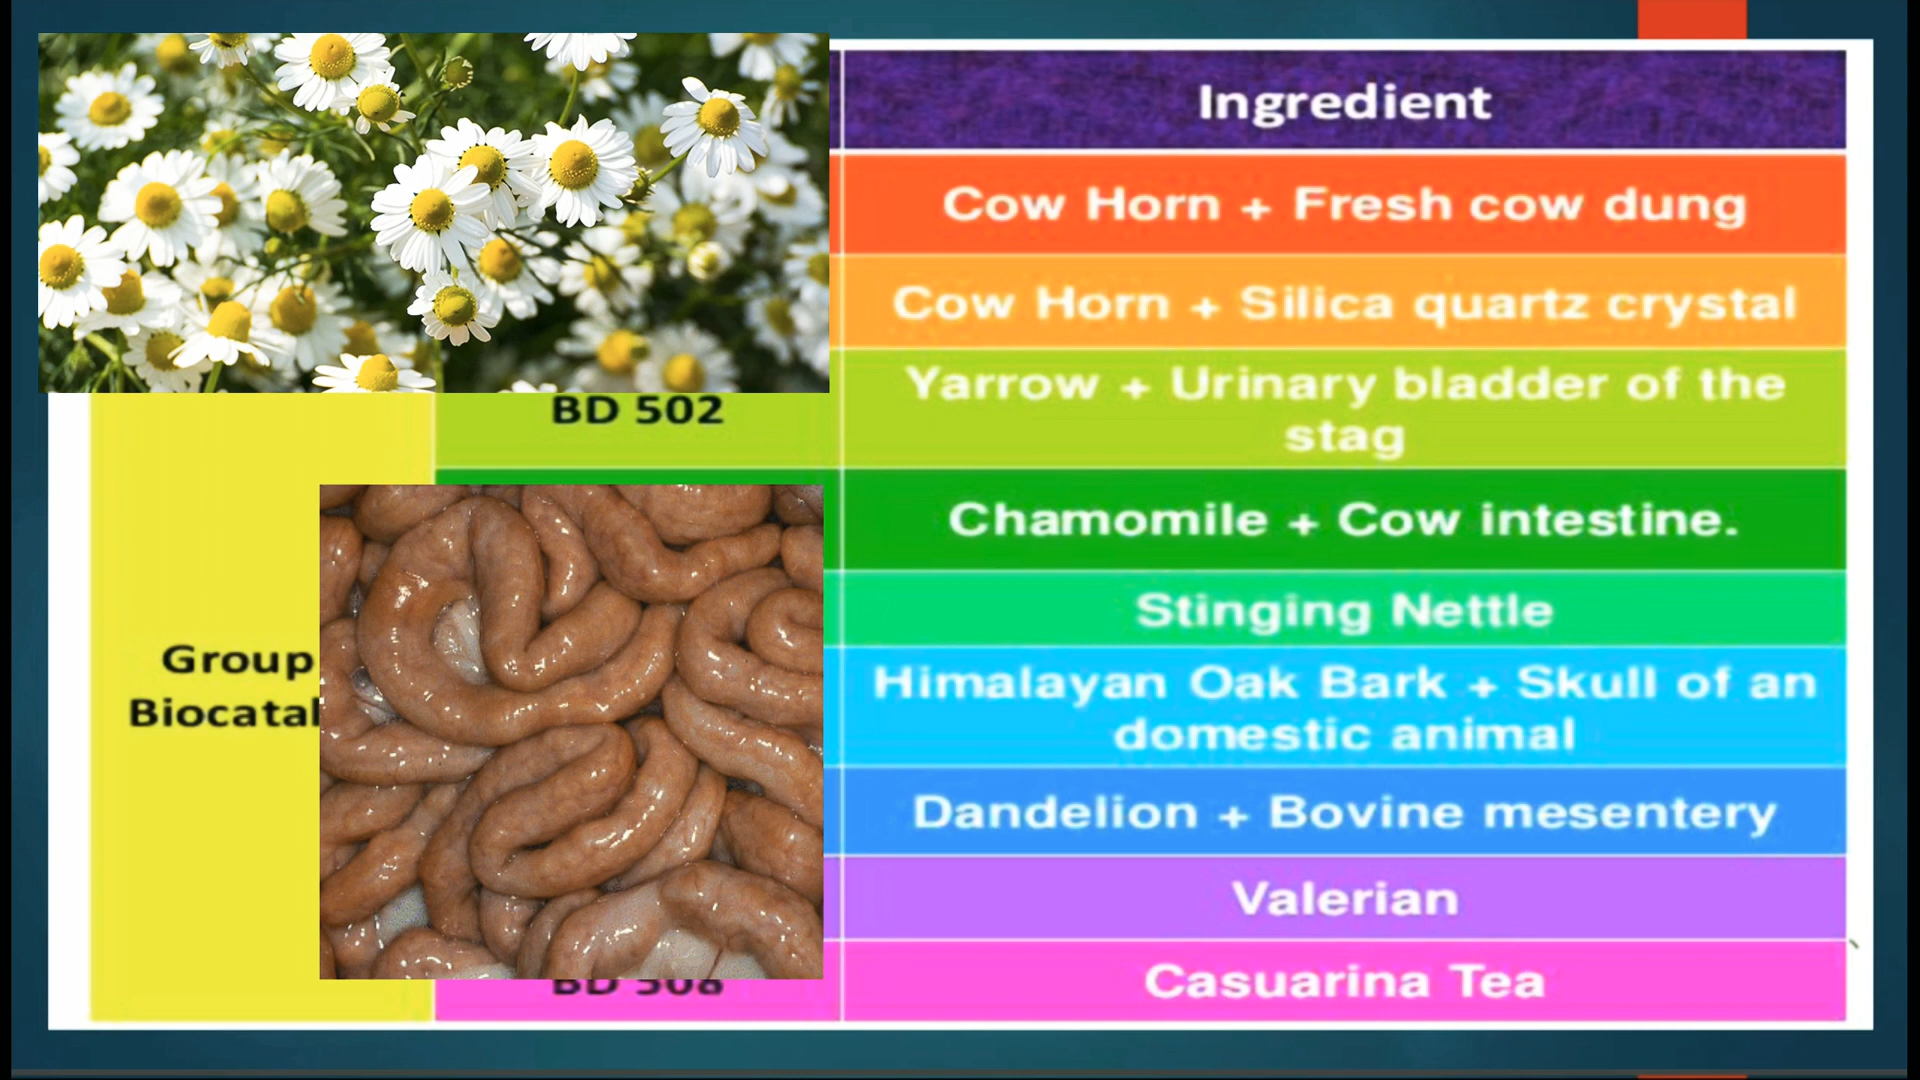 Ingredient
Cow Horn + Fresh cow dung
Cow Horn + Silica quartz crystal
BD 502
Yarrow + Urinary bladder of the
stag
Chamomile + Cow intestine.
Stinging Nettle
Group
Biocatal
Himalayan Oak Bark + Skull of an
domestic animal
Dandelion + Bovine mesentery
Valerian
BD 508
Casuarina Tea